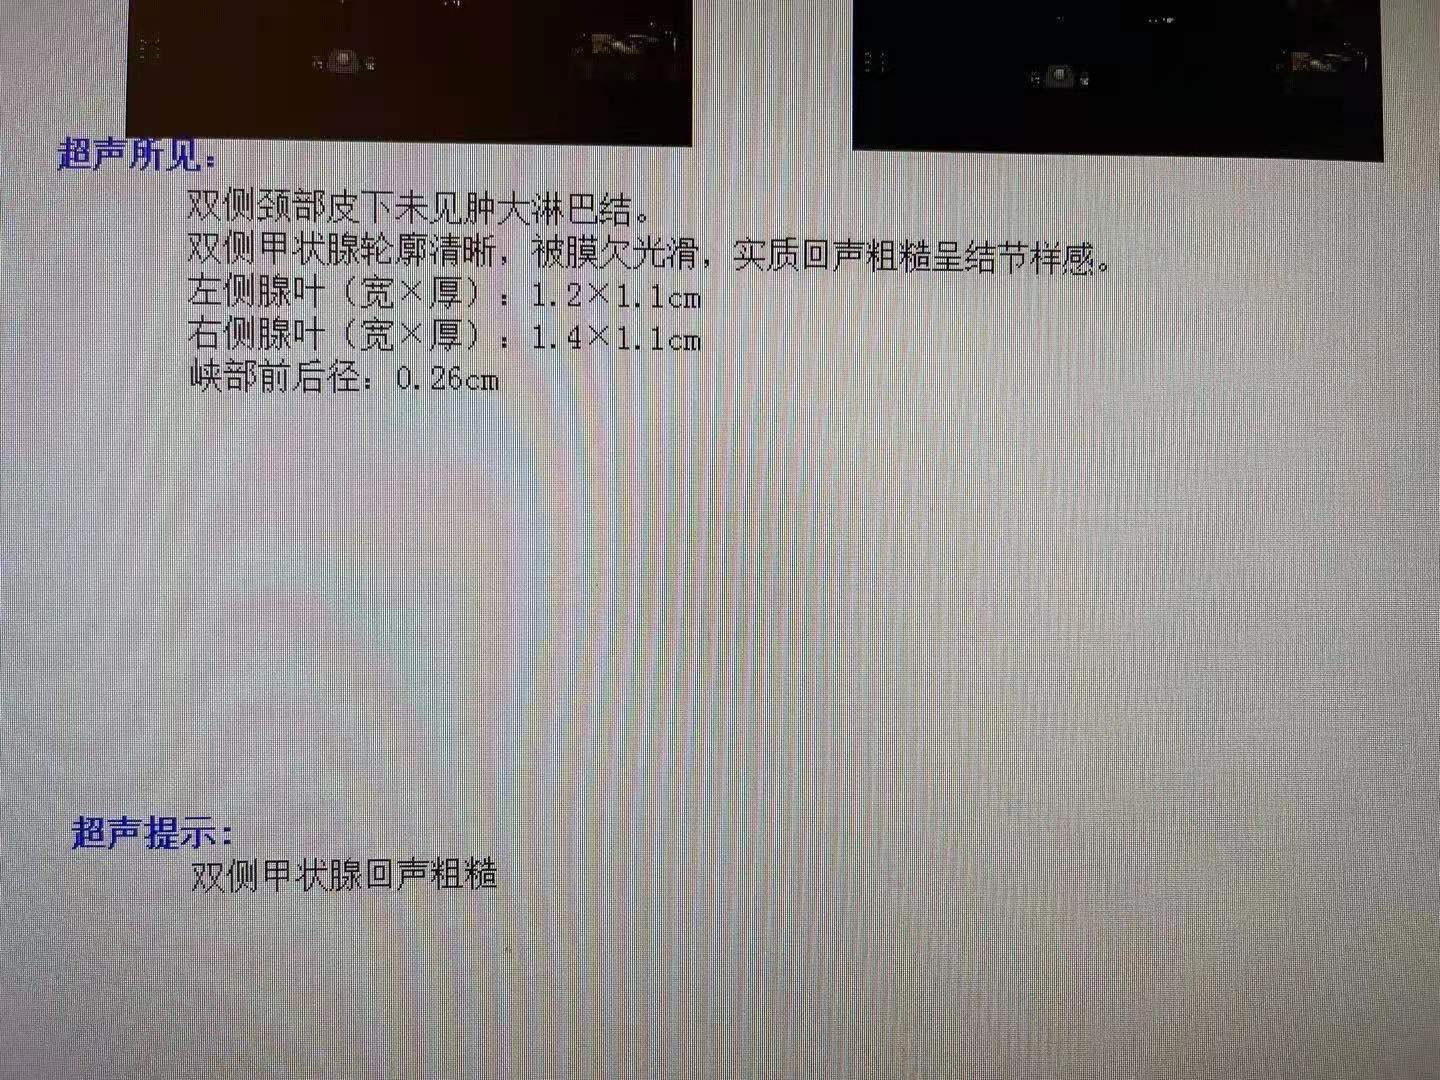 超声所见：
双侧颈部皮下未见肿大淋巴结。
双侧甲状腺轮廓清晰，被膜欠光滑，实质回声粗糙呈结节样感。
左侧腺叶（宽×厚）：1.2×1.1cm
右侧腺叶（宽×厚）：1.4×1.1cm
峡部前后径：0.26cm
超声提示：
双侧甲状腺回声粗糙